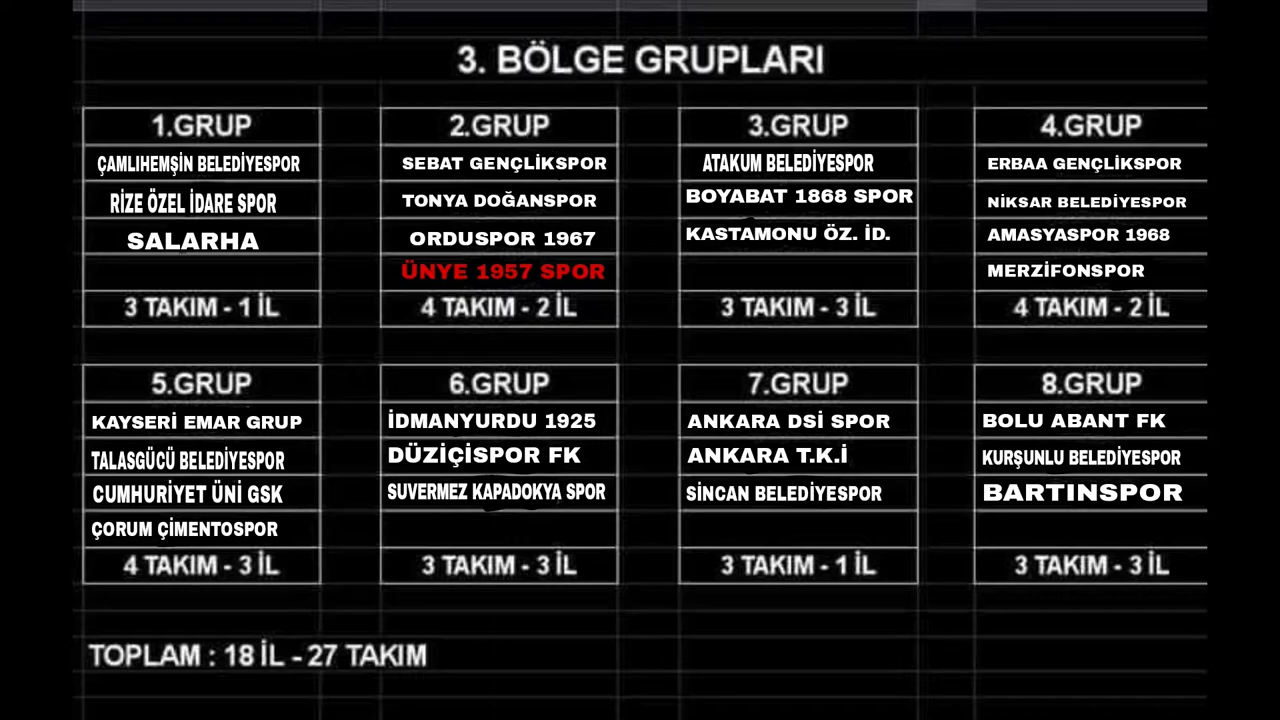 3. BÖLGE GRUPLARI
1.GRUP
ÇAMLIHEMŞİN BELEDİYESPOR
RİZE ÖZEL İDARE SPOR
SALARHA
3 TAKIM - 1 İL
2.GRUP
SEBAT GENÇLİKSPOR
TONYA DOĞANSPOR
ORDUSPOR 1967
ÜNYE 1957 SPOR
4 TAKIM - 2 İL
3.GRUP
ATAKUM BELEDİYESPOR
BOYABAT 1868 SPOR
KASTAMONU ÖZ. İD.
3 TAKIM - 3 İL
4.GRUP
ERBAA GENÇLİKSPOR
NİKSAR BELEDİYESPOR
AMASYASPOR 1968
MERZİFONSPOR
4 TAKIM - 2 İL
5.GRUP
KAYSERİ EMAR GRUP
TALASGÜCÜ BELEDİYESPOR
CUMHURİYET ÜNİ GSK
ÇORUM ÇİMENTOSPOR
4 TAKIM - 3 İL
6.GRUP
İDMANYURDU 1925
DÜZİÇİSPOR FK
SUVERMEZ KAPADOKYA SPOR
3 TAKIM - 3 İL
7.GRUP
ANKARA DSİ SPOR
ANKARA T.K.İ
SİNCAN BELEDİYESPOR
3 TAKIM - 1 İL
8.GRUP
BOLU ABANT FK
KURŞUNLU BELEDİYESPOR
BARTINSPOR
3 TAKIM - 3 İL
TOPLAM : 18 İL - 27 TAKIM